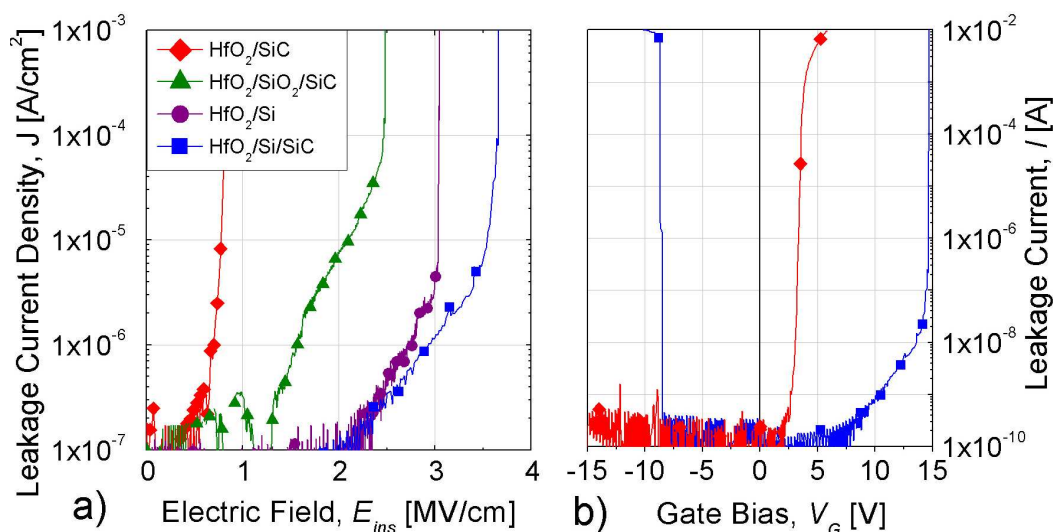 1x10⁻³
1x10⁻⁴
1x10⁻⁵
1x10⁻⁶
1x10⁻⁷
Leakage Current Density, J [A/cm²]
HfO₂/SiC
HfO₂/SiO₂/SiC
HfO₂/Si
HfO₂/Si/SiC
0 1 2 3 4
a) Electric Field, E_ins [MV/cm]
1x10⁻²
1x10⁻⁴
1x10⁻⁶
1x10⁻⁸
1x10⁻¹⁰
Leakage Current, I [A]
-15 -10 -5 0 5 10 15
b) Gate Bias, V_G [V]